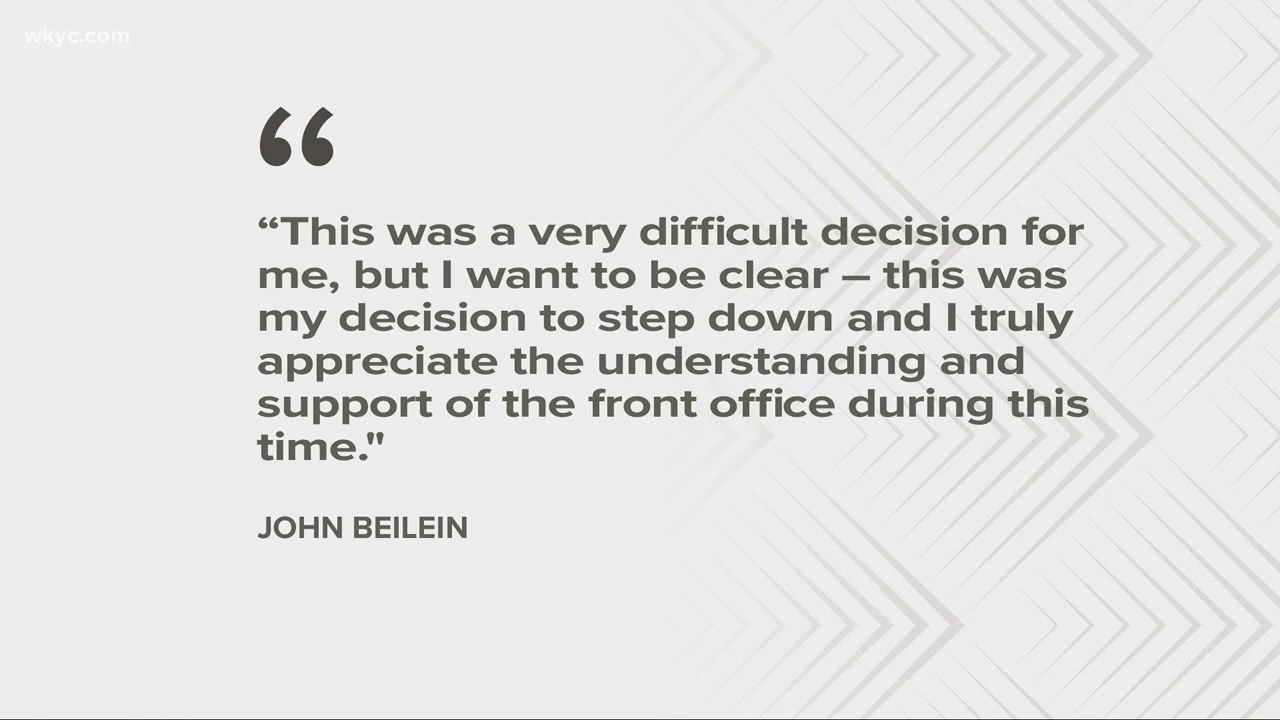 wkyc.com
“
“This was a very difficult decision for
me, but I want to be clear – this was
my decision to step down and I truly
appreciate the understanding and
support of the front office during this
time."
JOHN BEILEIN